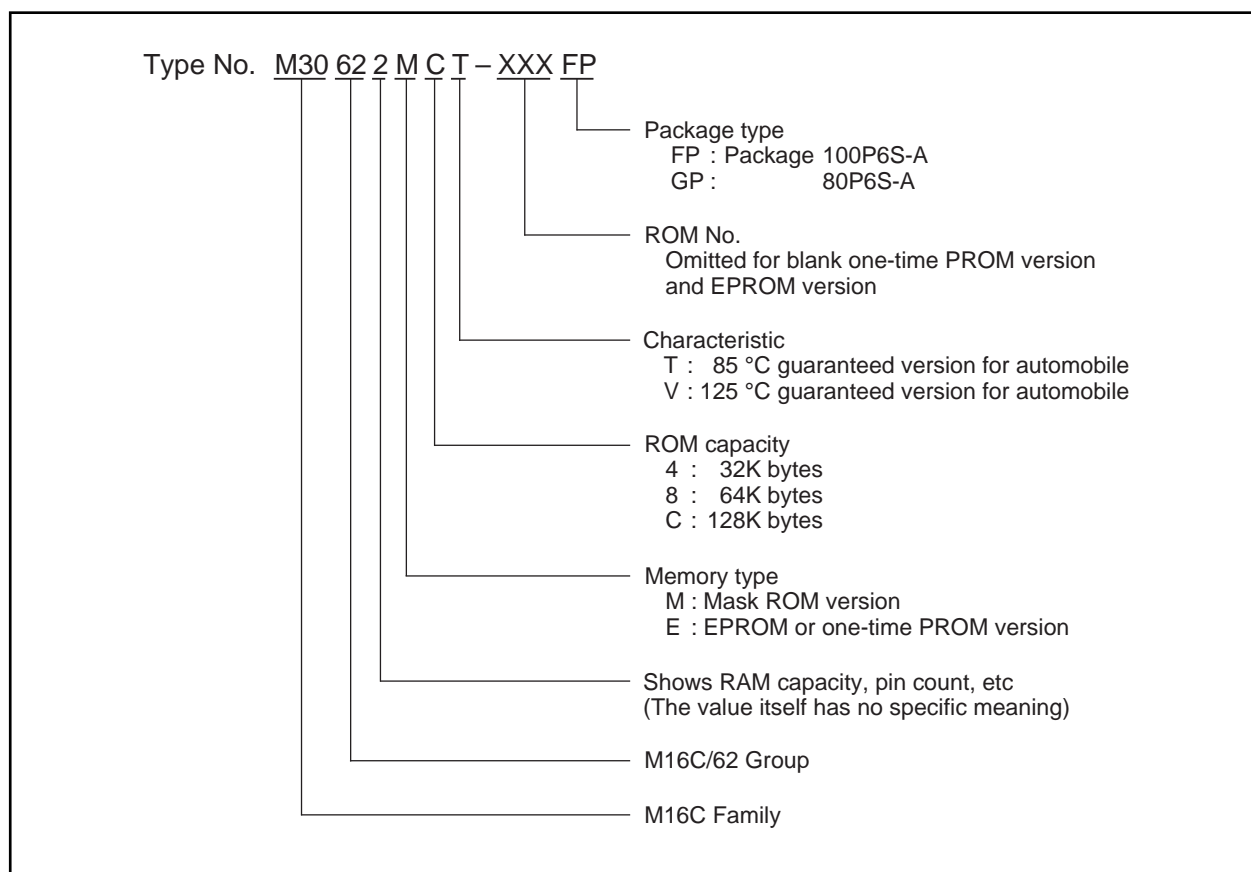 Type No. M30 62 2 M C T – XXX FP
Package type
FP : Package 100P6S-A
GP : 80P6S-A
ROM No.
Omitted for blank one-time PROM version
and EPROM version
Characteristic
T : 85 °C guaranteed version for automobile
V : 125 °C guaranteed version for automobile
ROM capacity
4 : 32K bytes
8 : 64K bytes
C : 128K bytes
Memory type
M : Mask ROM version
E : EPROM or one-time PROM version
Shows RAM capacity, pin count, etc
(The value itself has no specific meaning)
M16C/62 Group
M16C Family